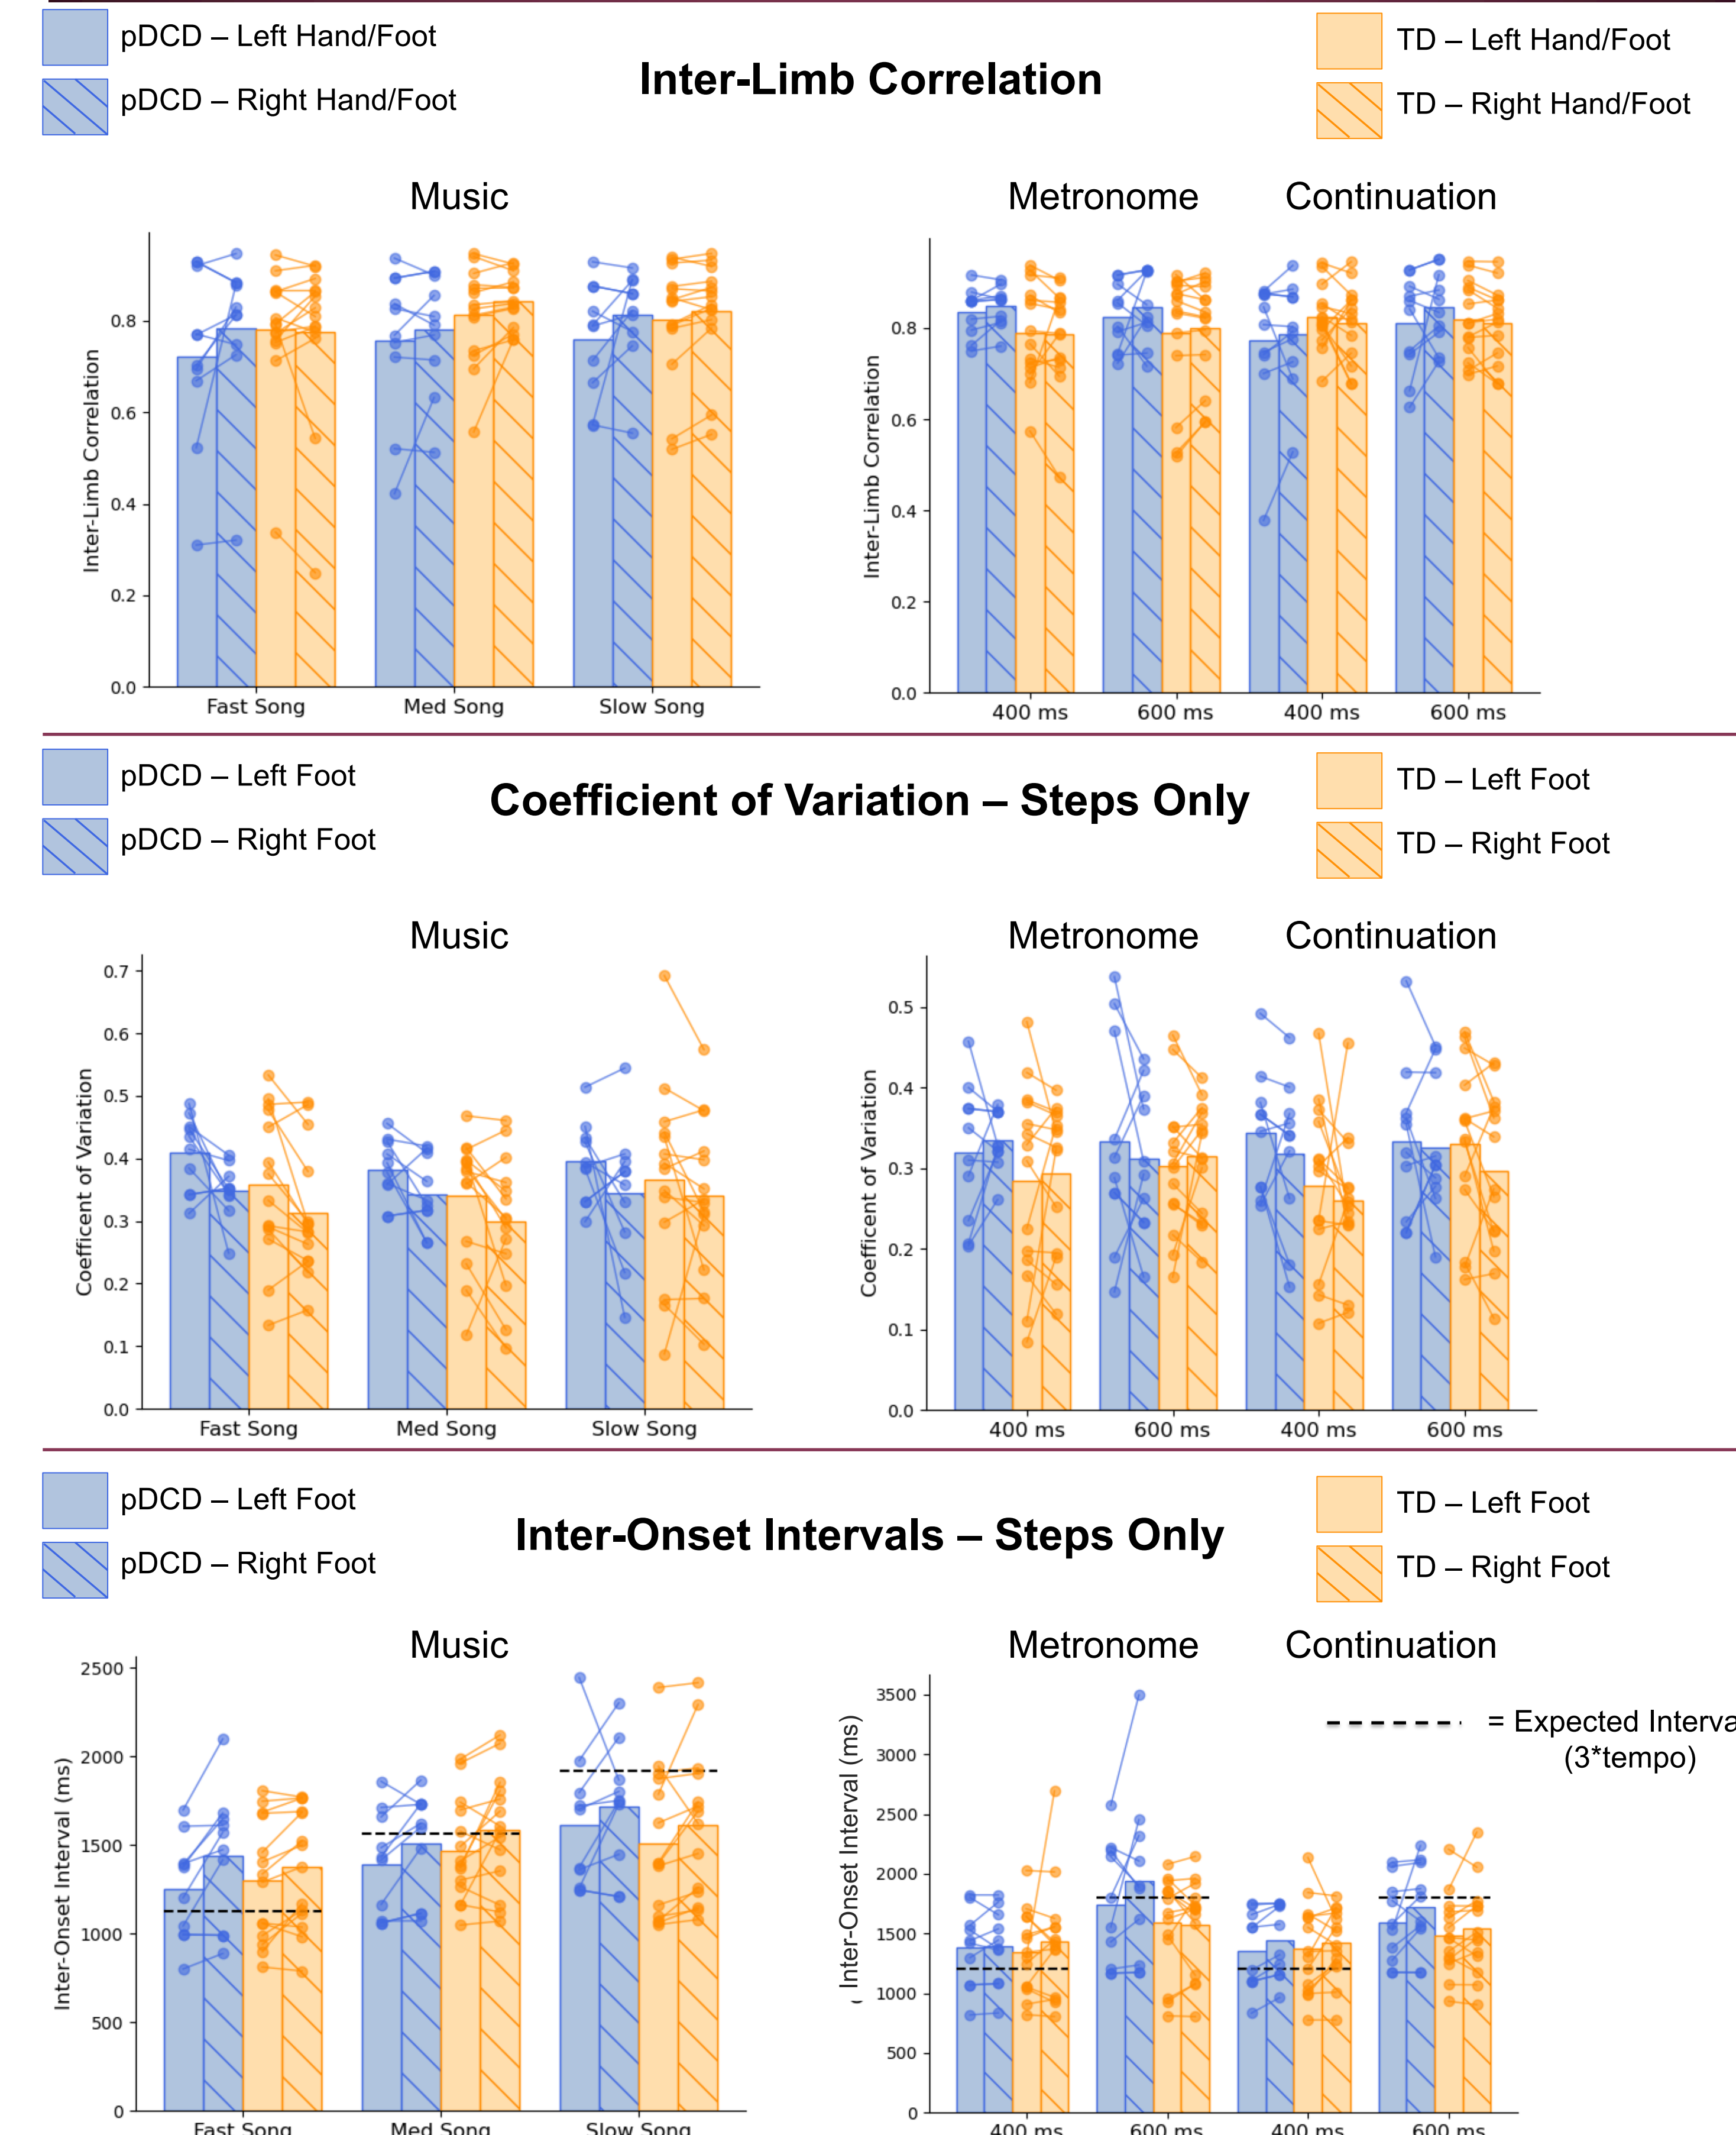 pDCD – Left Hand/Foot
pDCD – Right Hand/Foot
Inter-Limb Correlation
TD – Left Hand/Foot
TD – Right Hand/Foot
Music
Inter-Limb Correlation
0.8
0.6
0.4
0.2
0.0
Fast Song Med Song Slow Song
Metronome Continuation
Inter-Limb Correlation
0.8
0.6
0.4
0.2
0.0
400 ms 600 ms 400 ms 600 ms
pDCD – Left Foot
pDCD – Right Foot
Coefficient of Variation – Steps Only
TD – Left Foot
TD – Right Foot
Music
Coefficent of Variation
0.7
0.6
0.5
0.4
0.3
0.2
0.1
0.0
Fast Song Med Song Slow Song
Metronome Continuation
Coefficent of Variation
0.5
0.4
0.3
0.2
0.1
0.0
400 ms 600 ms 400 ms 600 ms
pDCD – Left Foot
pDCD – Right Foot
Inter-Onset Intervals – Steps Only
TD – Left Foot
TD – Right Foot
Music
Inter-Onset Interval (ms)
2500
2000
1500
1000
500
0
Fast Song Med Song Slow Song
Metronome Continuation
Inter-Onset Interval (ms)
3500
3000
2500
2000
1500
1000
500
0
400 ms 600 ms 400 ms 600 ms
= Expected Interva
(3*tempo)